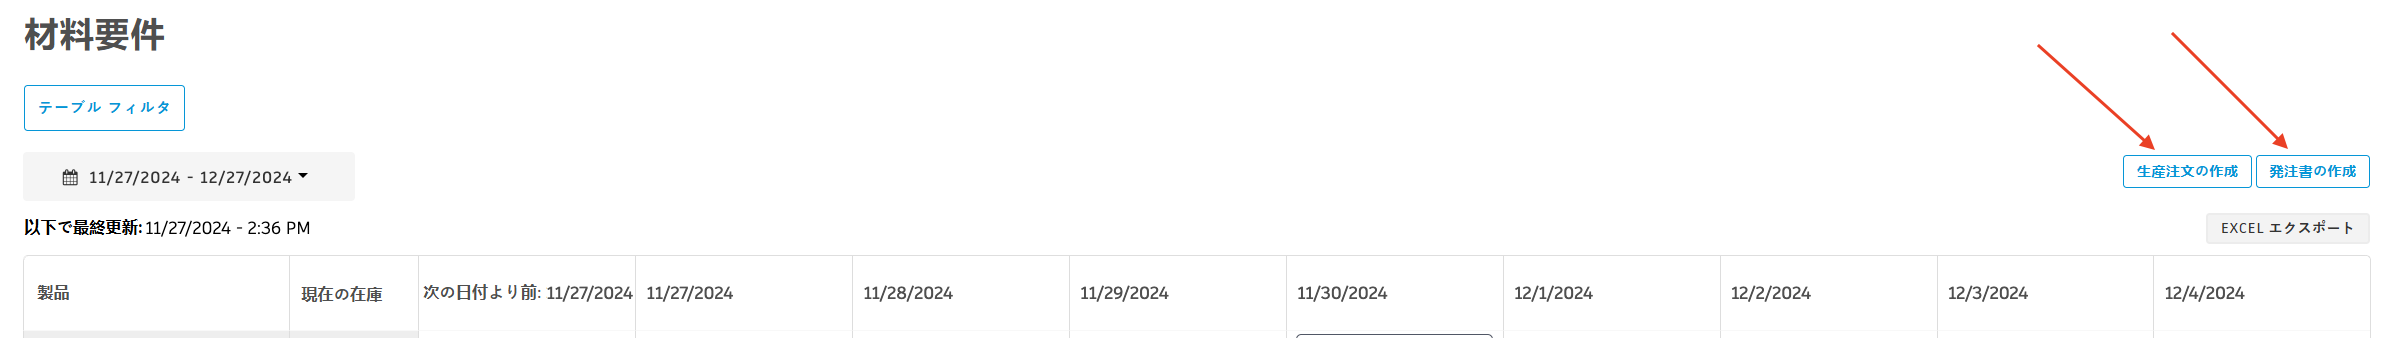 材料要件
テーブル フィルタ
11/27/2024 - 12/27/2024
生産注文の作成 発注書の作成
以下で最終更新: 11/27/2024 - 2:36 PM
EXCEL エクスポート
製品 現在の在庫 次の日付より前: 11/27/2024 11/27/2024 11/28/2024 11/29/2024 11/30/2024 12/1/2024 12/2/2024 12/3/2024 12/4/2024